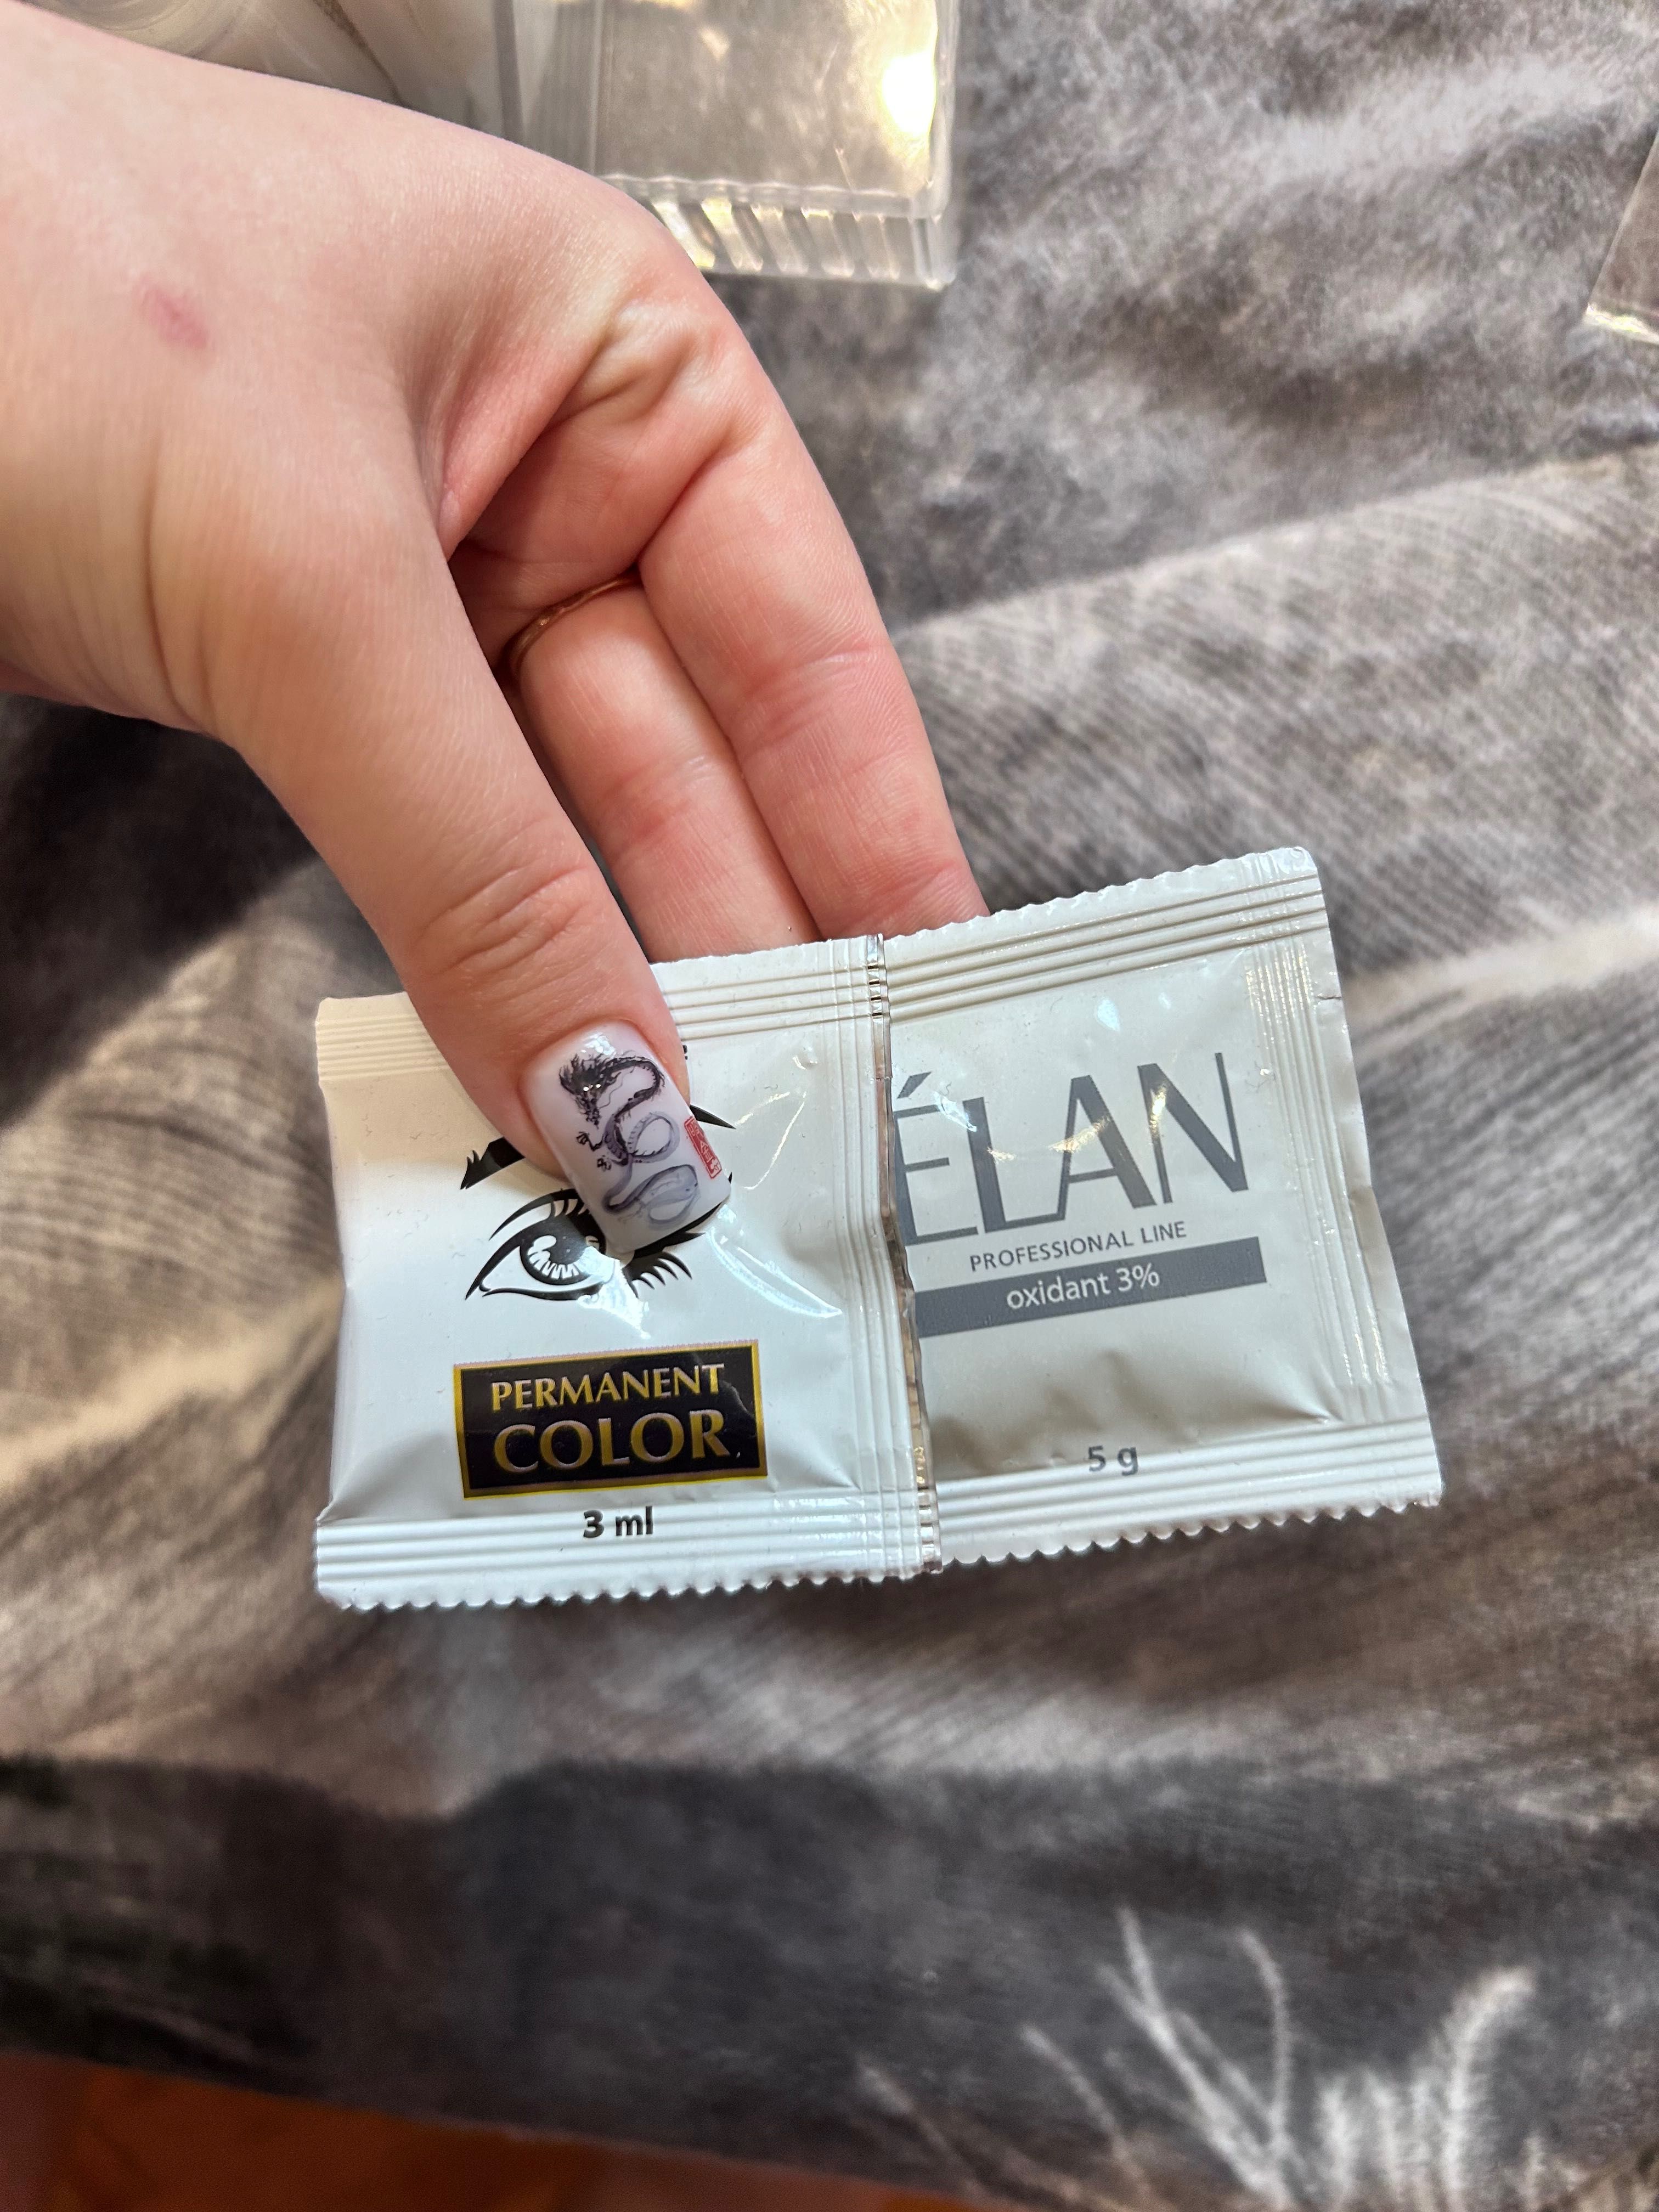 PERMANENT
COLOR
3 ml
ÉLAN
PROFESSIONAL LINE
oxidant 3%
5 g